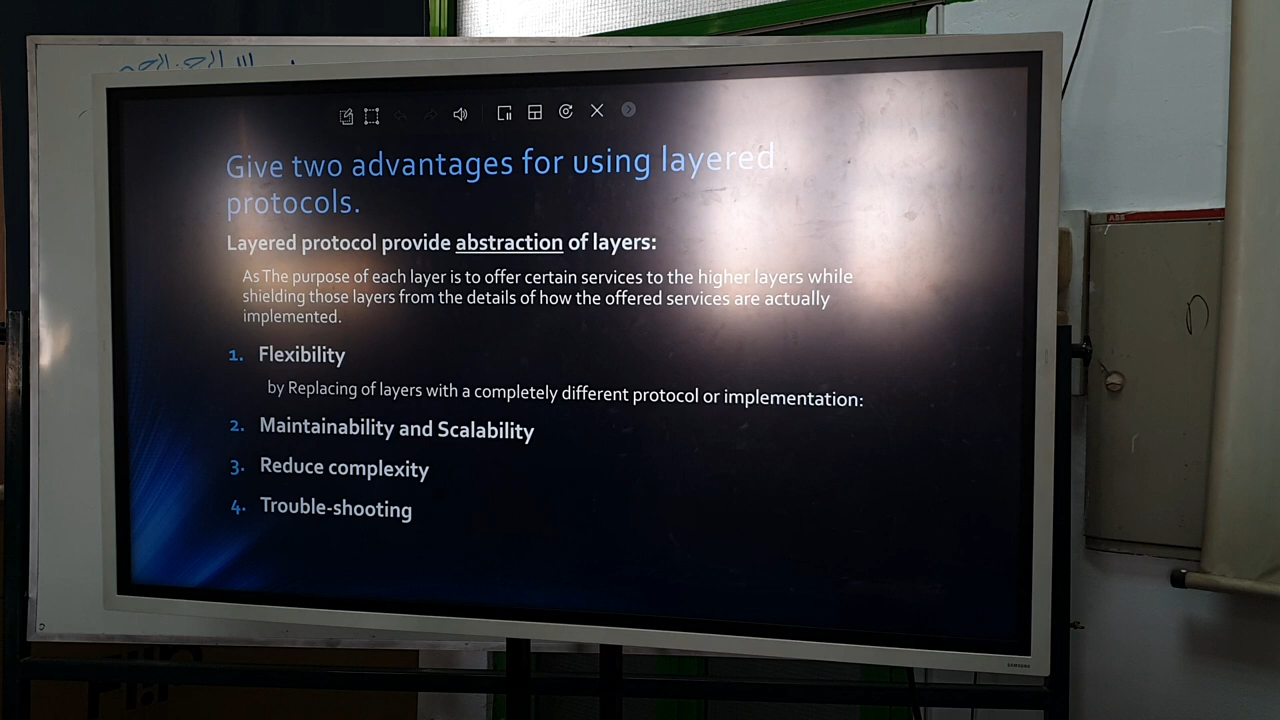 Give two advantages for using layered
protocols.
Layered protocol provide abstraction of layers:
As The purpose of each layer is to offer certain services to the higher layers while
shielding those layers from the details of how the offered services are actually
implemented.
1. Flexibility
by Replacing of layers with a completely different protocol or implementation:
2. Maintainability and Scalability
3. Reduce complexity
4. Trouble-shooting
SAMSUNG
ABB